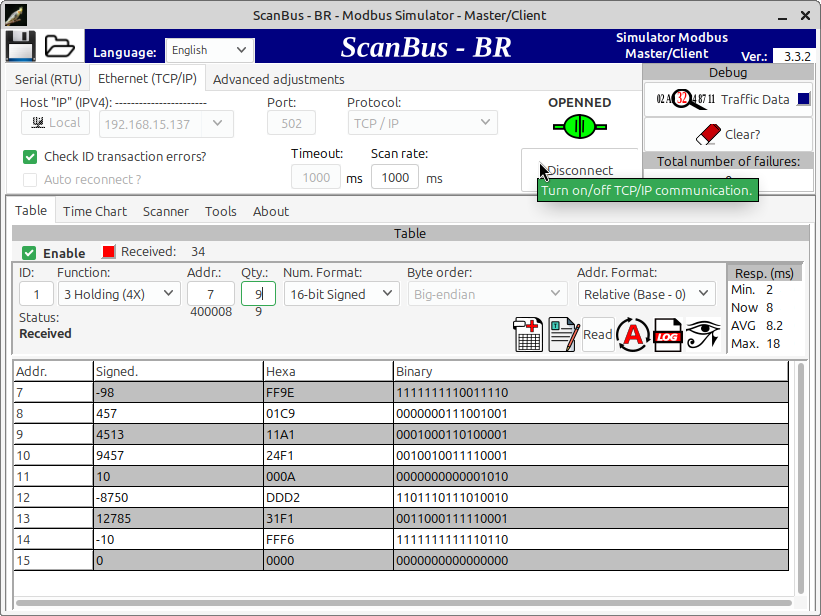 ScanBus - BR - Modbus Simulator - Master/Client
Language: English
ScanBus - BR
Simulator Modbus
Master/Client
Ver.: 3.3.2
Serial (RTU) Ethernet (TCP/IP) Advanced adjustments
Debug
Host "IP" (IPV4): ----------------------- Port: Protocol: OPENNED
Local 192.168.15.137 502 TCP / IP
02 A 32 4 87 11 Traffic Data
Clear?
Check ID transaction errors? Timeout: Scan rate:
Total number of failures:
Auto reconnect ? 1000 ms 1000 ms
Disconnect
Turn on/off TCP/IP communication.
Table Time Chart Scanner Tools About
Table
Enable Received: 34
ID: Function: Addr.: Qty.: Num. Format: Byte order: Addr. Format:
1 3 Holding (4X) 7 9 16-bit Signed Big-endian Relative (Base - 0)
400008 9
Status:
Received
Read A LOG
Resp. (ms)
Min. 2
Now 8
AVG 8.2
Max. 18
Addr. Signed. Hexa Binary
7 -98 FF9E 1111111110011110
8 457 01C9 0000000111001001
9 4513 11A1 0001000110100001
10 9457 24F1 0010010011110001
11 10 000A 0000000000001010
12 -8750 DDD2 1101110111010010
13 12785 31F1 0011000111110001
14 -10 FFF6 1111111111110110
15 0 0000 0000000000000000